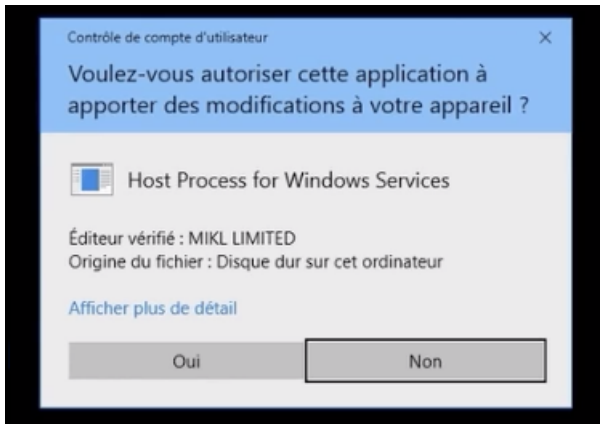 Contrôle de compte d'utilisateur
Voulez-vous autoriser cette application à
apporter des modifications à votre appareil ?
Host Process for Windows Services
Éditeur vérifié : MIKL LIMITED
Origine du fichier : Disque dur sur cet ordinateur
Afficher plus de détail
Oui
Non